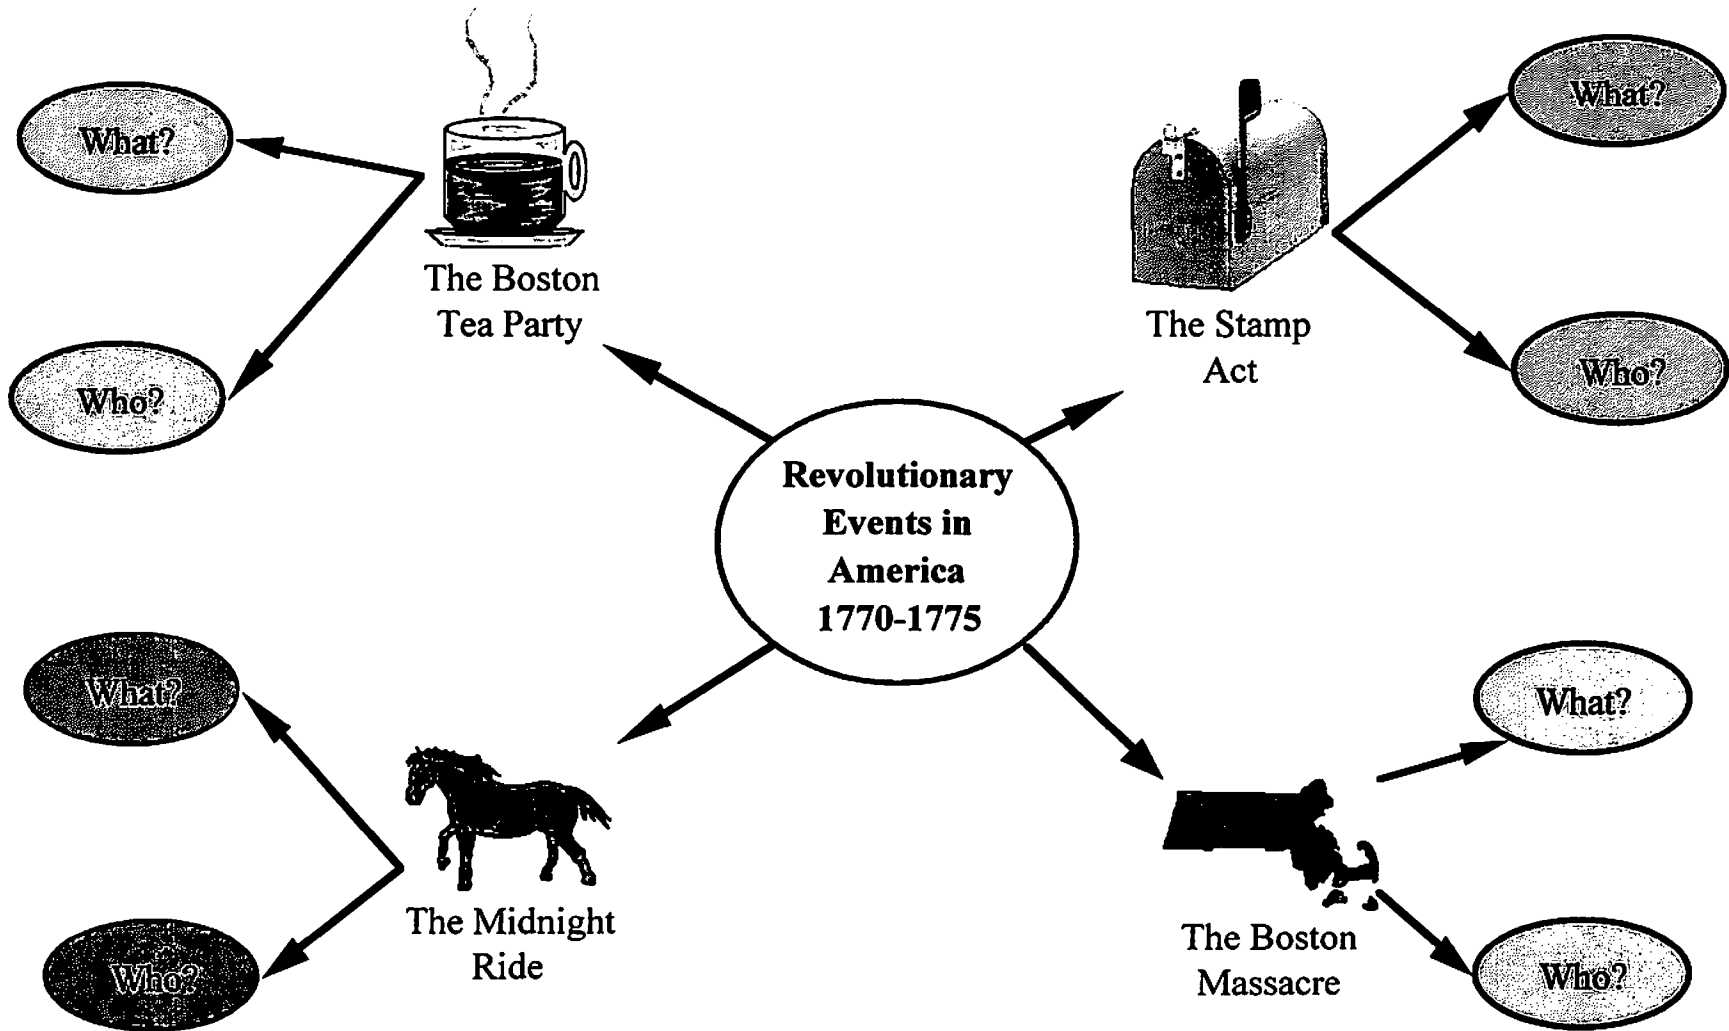 What?
Who?
The Boston
Tea Party
What?
Who?
The Stamp
Act
Revolutionary
Events in
America
1770-1775
What?
Who?
The Midnight
Ride
What?
Who?
The Boston
Massacre